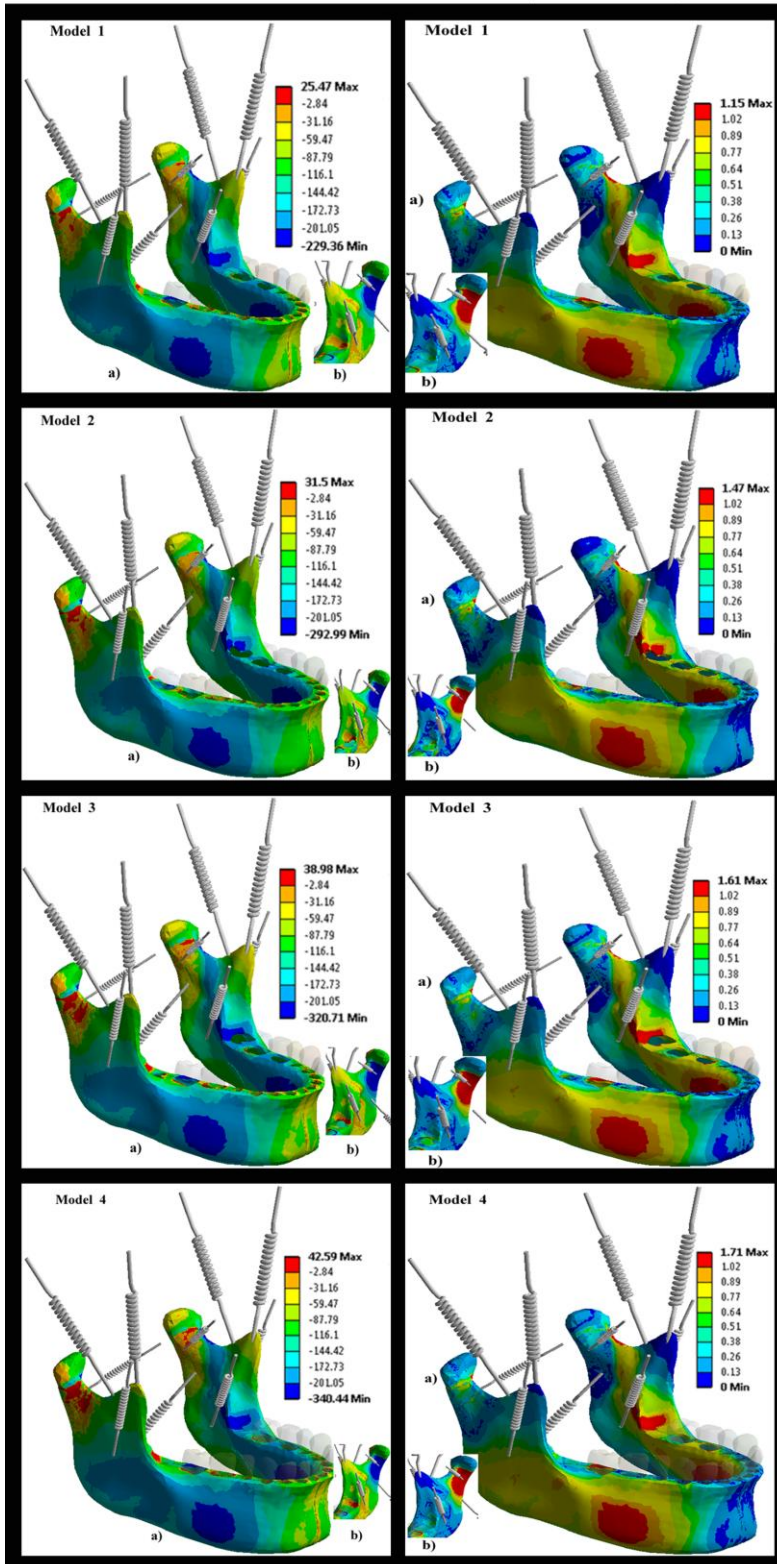 Model 1
25.47 Max
-2.84
-31.16
-59.47
-87.79
-116.1
-144.42
-172.73
-201.05
-229.36 Min
a)
b)
Model 1
1.15 Max
1.02
0.89
0.77
0.64
0.51
0.38
0.26
0.13
0 Min
a)
b)
Model 2
31.5 Max
-2.84
-31.16
-59.47
-87.79
-116.1
-144.42
-172.73
-201.05
-292.99 Min
a)
b)
Model 2
1.47 Max
1.02
0.89
0.77
0.64
0.51
0.38
0.26
0.13
0 Min
a)
b)
Model 3
38.98 Max
-2.84
-31.16
-59.47
-87.79
-116.1
-144.42
-172.73
-201.05
-320.71 Min
a)
b)
Model 3
1.61 Max
1.02
0.89
0.77
0.64
0.51
0.38
0.26
0.13
0 Min
a)
b)
Model 4
42.59 Max
-2.84
-31.16
-59.47
-87.79
-116.1
-144.42
-172.73
-201.05
-340.44 Min
a)
b)
Model 4
1.71 Max
1.02
0.89
0.77
0.64
0.51
0.38
0.26
0.13
0 Min
a)
b)